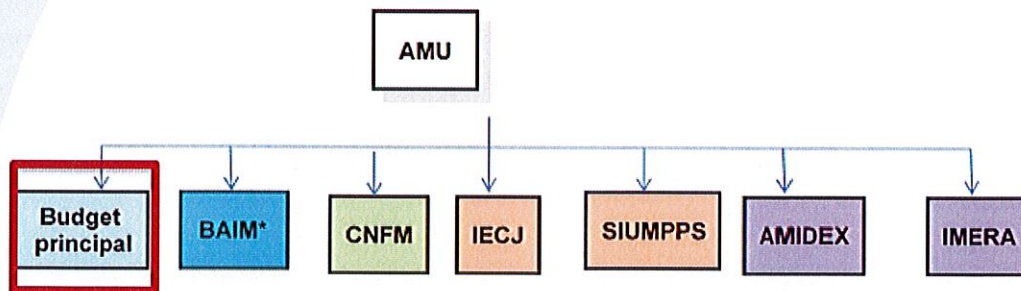 AMU
Budget
principal
BAIM*
CNFM
IECJ
SIUMPPS
AMIDEX
IMERA